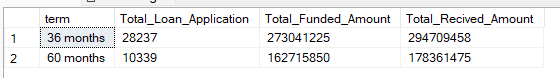 term Total_Loan_Application Total_Funded_Amount Total_Recived_Amount
1 36 months 28237 273041225 294709458
2 60 months 10339 162715850 178361475